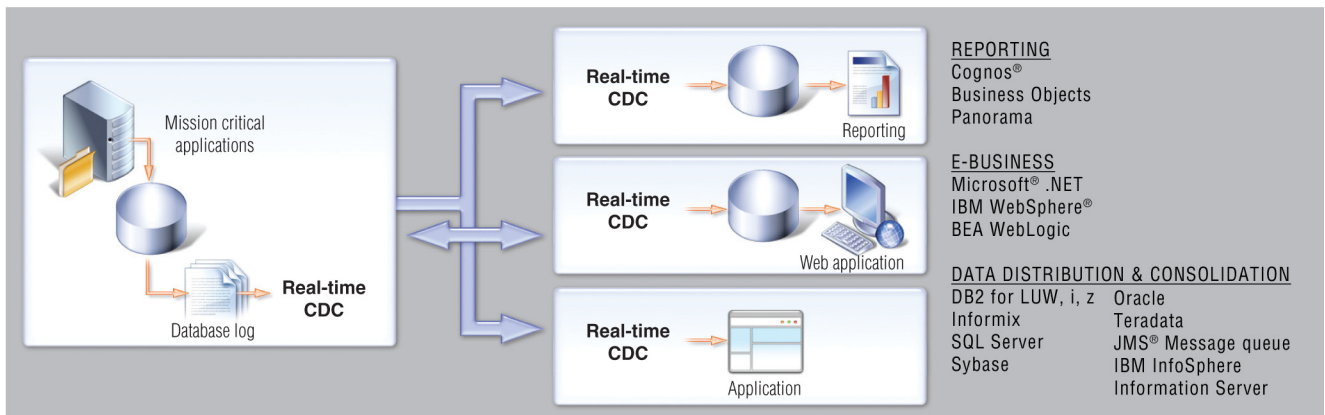 Mission critical
applications
Database log
Real-time
CDC
Real-time
CDC
Reporting
Real-time
CDC
Web application
Real-time
CDC
Application
REPORTING
Cognos®
Business Objects
Panorama
E-BUSINESS
Microsoft® .NET
IBM WebSphere®
BEA WebLogic
DATA DISTRIBUTION & CONSOLIDATION
DB2 for LUW, i, z
Informix
SQL Server
Sybase
Oracle
Teradata
JMS® Message queue
IBM InfoSphere
Information Server